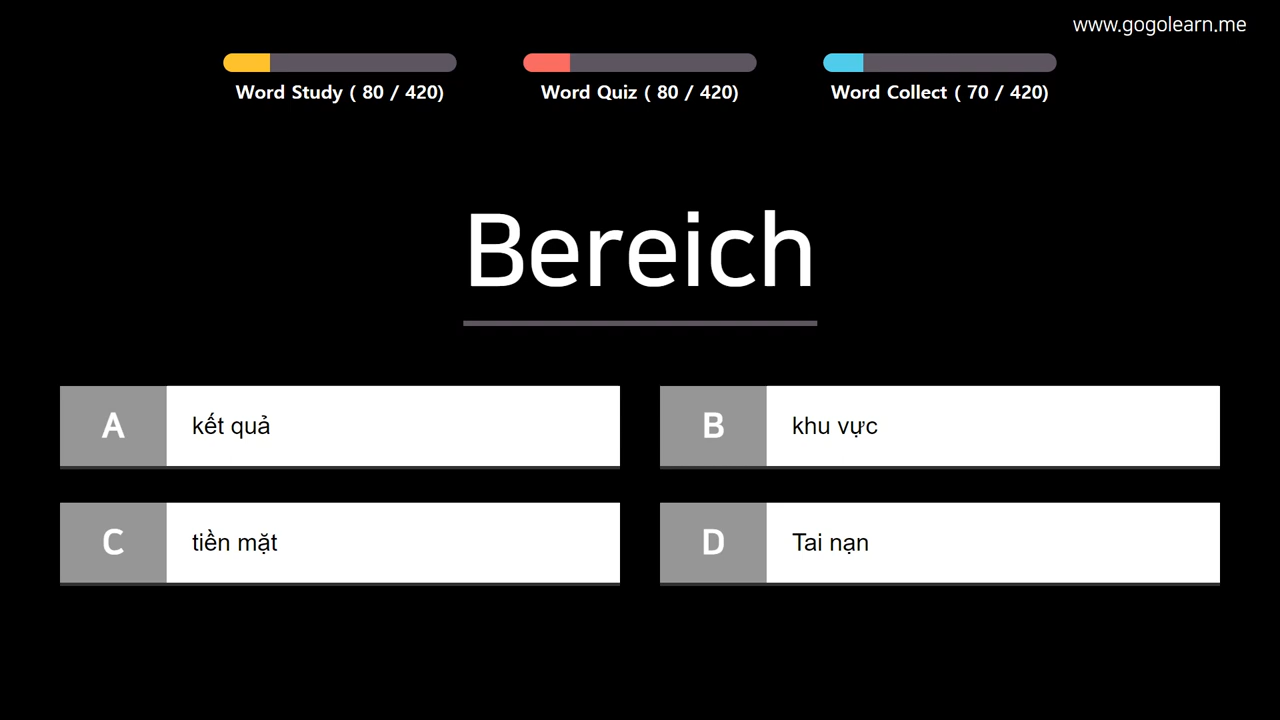 www.gogolearn.me
Word Study ( 80 / 420)
Word Quiz ( 80 / 420)
Word Collect ( 70 / 420)
Bereich
A kết quả
B khu vực
C tiền mặt
D Tai nạn